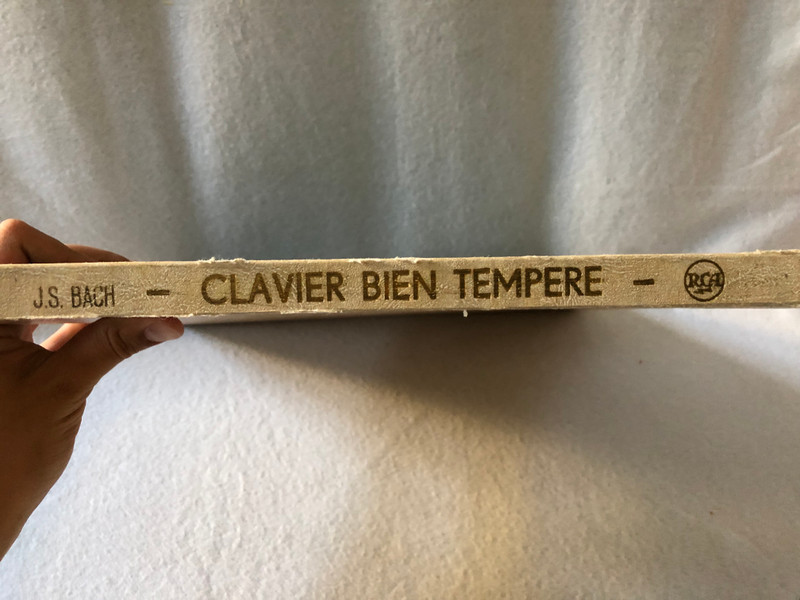 J.S. BACH – CLAVIER BIEN TEMPERE – RCA